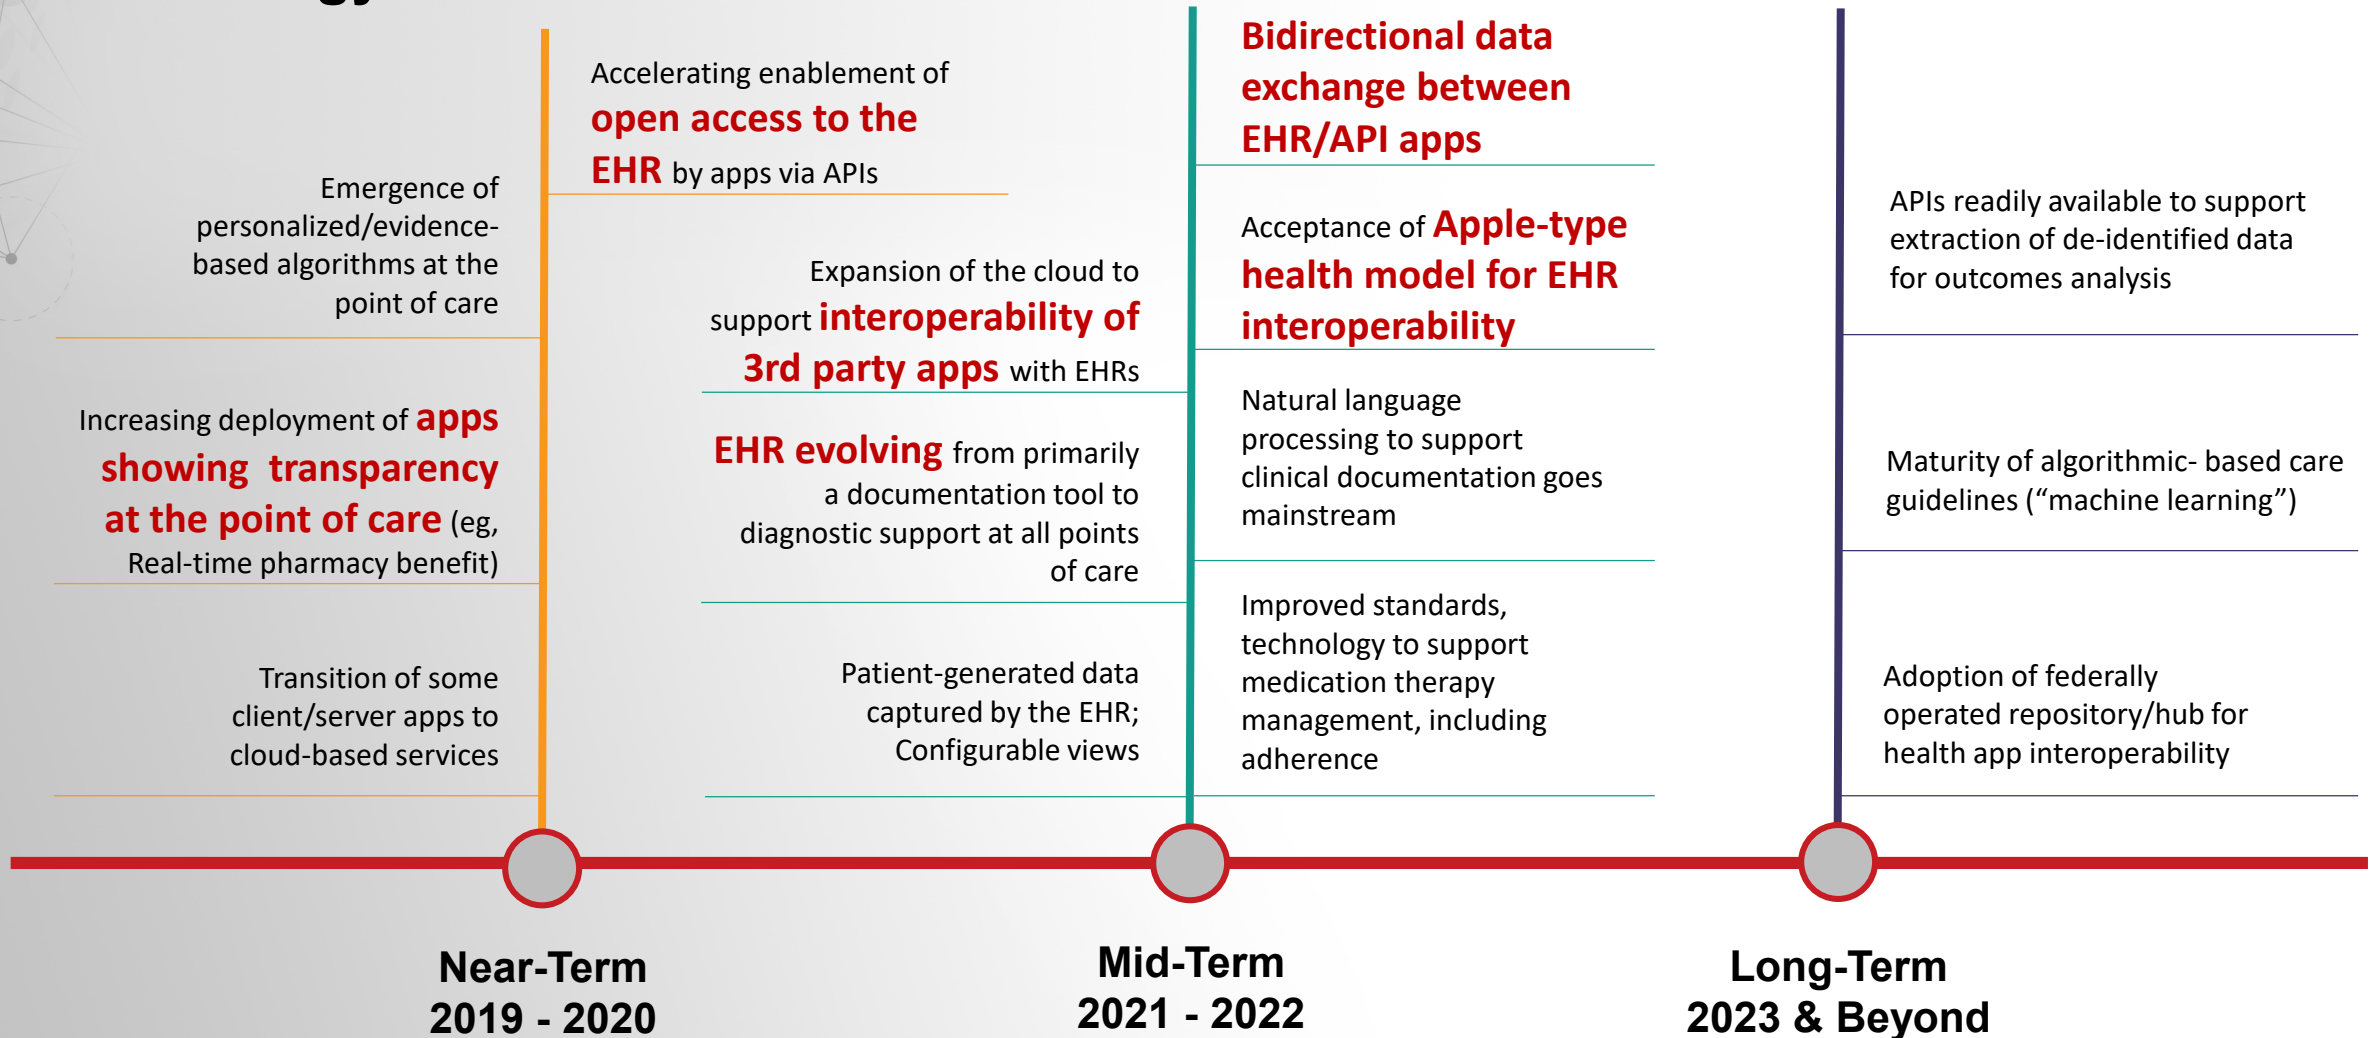 Accelerating enablement of
open access to the
EHR by apps via APIs
Emergence of
personalized/evidence-
based algorithms at the
point of care
Increasing deployment of apps
showing transparency
at the point of care (eg,
Real-time pharmacy benefit)
Transition of some
client/server apps to
cloud-based services
Bidirectional data
exchange between
EHR/API apps
Expansion of the cloud to
support interoperability of
3rd party apps with EHRs
EHR evolving from primarily
a documentation tool to
diagnostic support at all points
of care
Patient-generated data
captured by the EHR;
Configurable views
Acceptance of Apple-type
health model for EHR
interoperability
Natural language
processing to support
clinical documentation goes
mainstream
Improved standards,
technology to support
medication therapy
management, including
adherence
APIs readily available to support
extraction of de-identified data
for outcomes analysis
Maturity of algorithmic- based care
guidelines (“machine learning”)
Adoption of federally
operated repository/hub for
health app interoperability
Near-Term
2019 - 2020
Mid-Term
2021 - 2022
Long-Term
2023 & Beyond